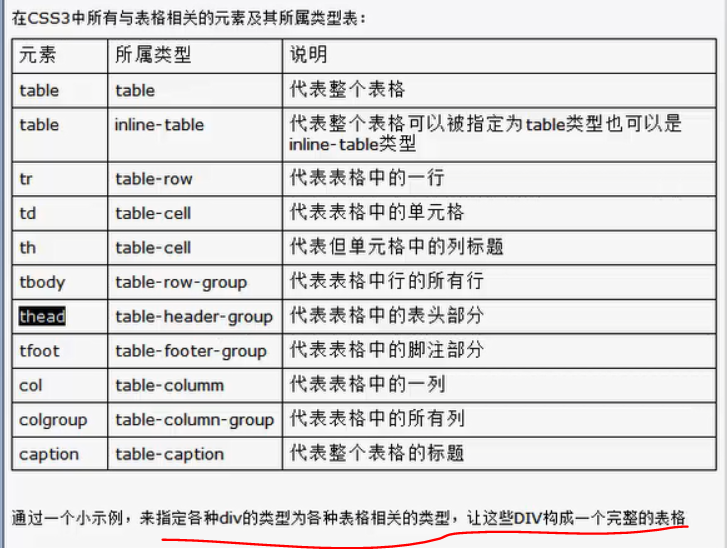 在CSS3中所有与表格相关的元素及其所属类型表：
元素 所属类型 说明
table table 代表整个表格
table inline-table 代表整个表格可以被指定为table类型也可以是
inline-table类型
tr table-row 代表表格中的一行
td table-cell 代表表格中的单元格
th table-cell 代表但单元格中的列标题
tbody table-row-group 代表表格中行的所有行
thead table-header-group 代表表格中的表头部分
tfoot table-footer-group 代表表格中的脚注部分
col table-columm 代表表格中的一列
colgroup table-column-group 代表表格中的所有列
caption table-caption 代表整个表格的标题
通过一个小示例，来指定各种div的类型为各种表格相关的类型，让这些DIV构成一个完整的表格